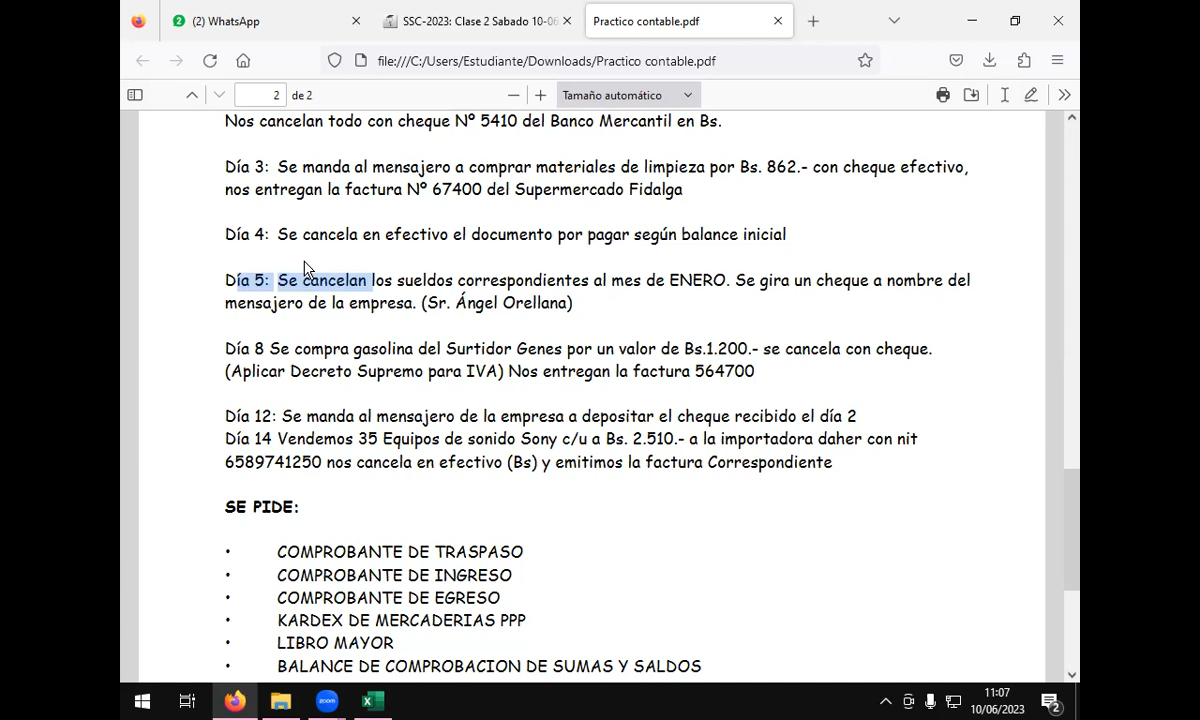 (2) WhatsApp
SSC-2023: Clase 2 Sabado 10-06
Practico contable.pdf
file:///C:/Users/Estudiante/Downloads/Practico contable.pdf
2 de 2
Tamaño automático
Nos cancelan todo con cheque Nº 5410 del Banco Mercantil en Bs.
Día 3: Se manda al mensajero a comprar materiales de limpieza por Bs. 862.- con cheque efectivo,
nos entregan la factura Nº 67400 del Supermercado Fidalga
Día 4: Se cancela en efectivo el documento por pagar según balance inicial
Día 5: Se cancelan los sueldos correspondientes al mes de ENERO. Se gira un cheque a nombre del
mensajero de la empresa. (Sr. Ángel Orellana)
Día 8 Se compra gasolina del Surtidor Genes por un valor de Bs.1.200.- se cancela con cheque.
(Aplicar Decreto Supremo para IVA) Nos entregan la factura 564700
Día 12: Se manda al mensajero de la empresa a depositar el cheque recibido el día 2
Día 14 Vendemos 35 Equipos de sonido Sony c/u a Bs. 2.510.- a la importadora daher con nit
6589741250 nos cancela en efectivo (Bs) y emitimos la factura Correspondiente
SE PIDE:
• COMPROBANTE DE TRASPASO
• COMPROBANTE DE INGRESO
• COMPROBANTE DE EGRESO
• KARDEX DE MERCADERIAS PPP
• LIBRO MAYOR
• BALANCE DE COMPROBACION DE SUMAS Y SALDOS
zoom
11:07
10/06/2023
2